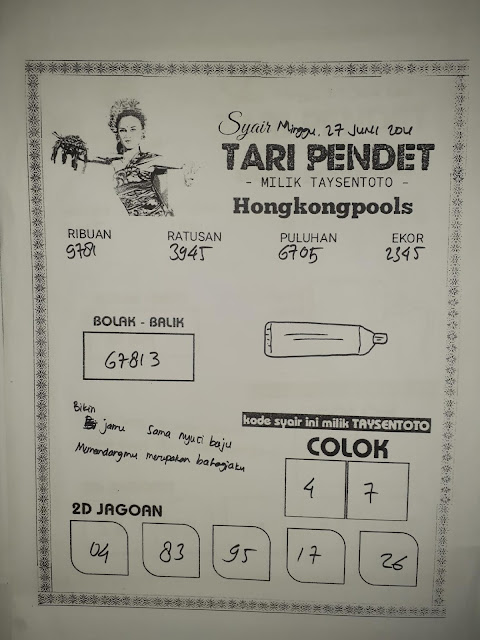 Syair Minggu, 27 Juni 2021
TARI PENDET
- MILIK TAYSENTOTO -
Hongkongpools
RIBUAN RATUSAN PULUHAN EKOR
9781 3945 6705 2345
BOLAK - BALIK
67813
Bikin
jamu sama nyuci baju
Memandangmu merupakan bahagiaku
kode syair ini milik TAYSENTOTO
COLOK
4 7
2D JAGOAN
04 83 95 17 26